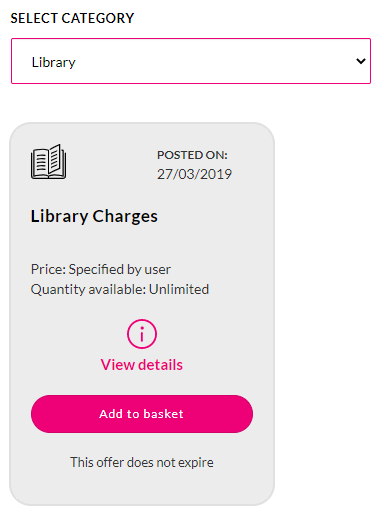 SELECT CATEGORY
Library
POSTED ON:
27/03/2019
Library Charges
Price: Specified by user
Quantity available: Unlimited
View details
Add to basket
This offer does not expire